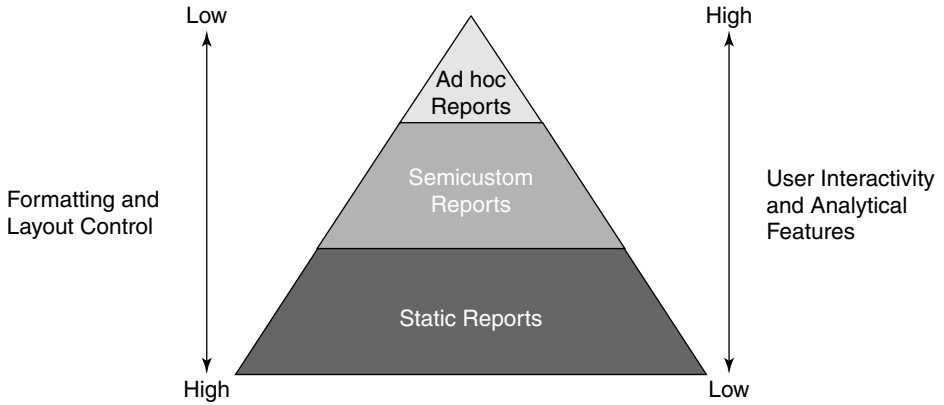 Low
High
Ad hoc
Reports
Semicustom
Reports
Formatting and
Layout Control
User Interactivity
and Analytical
Features
Static Reports
High
Low